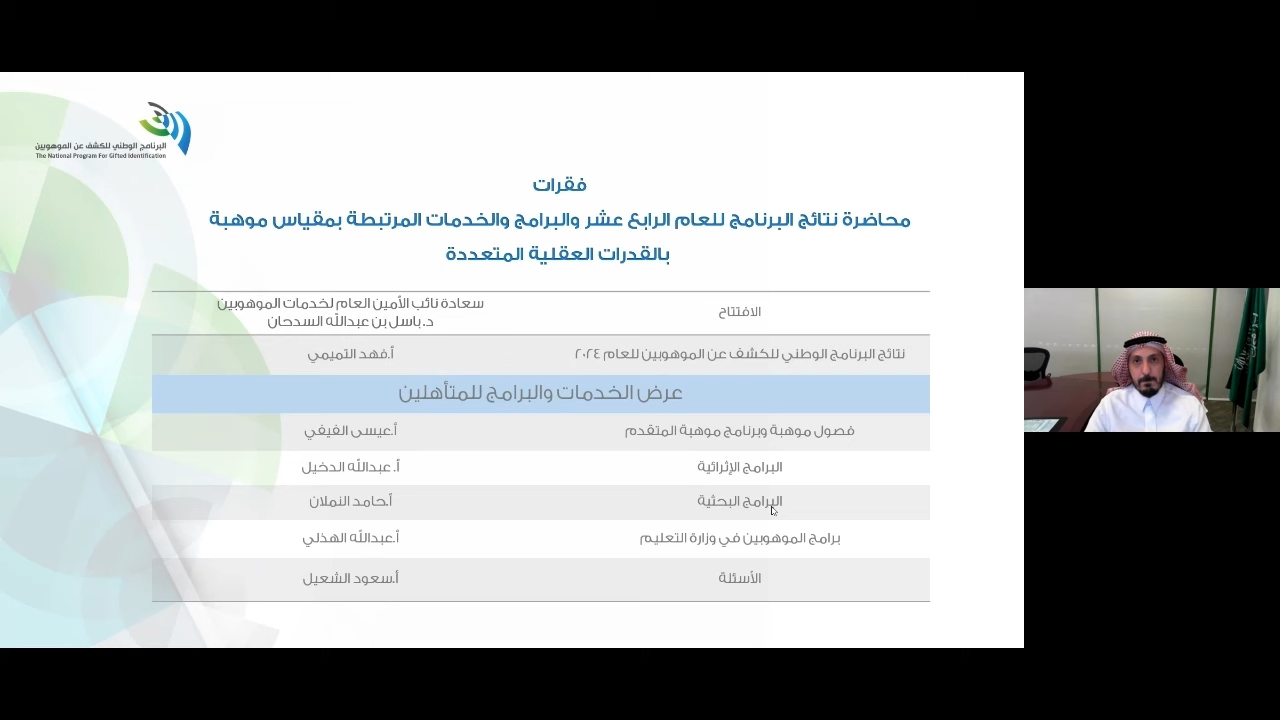 البرنامج الوطني للكشف عن الموهوبين
The National Program For Gifted Identification
فقرات
محاضرة نتائج البرنامج للعام الرابع عشر والبرامج والخدمات المرتبطة بمقياس موهبة
بالقدرات العقلية المتعددة
الافتتاح
سعادة نائب الأمين العام لخدمات الموهوبين
د. باسل بن عبدالله السدحان
نتائج البرنامج الوطني للكشف عن الموهوبين للعام ٢٠٢٤ أ.فهد التميمي
عرض الخدمات والبرامج للمتأهلين
فصول موهبة وبرنامج موهبة المتقدم أ.عيسى الفيفي
البرامج الإثرائية أ. عبدالله الدخيل
البرامج البحثية أ.حامد النملان
برامج الموهوبين في وزارة التعليم أ.عبدالله الهذلي
الأسئلة أ.سعود الشعيل